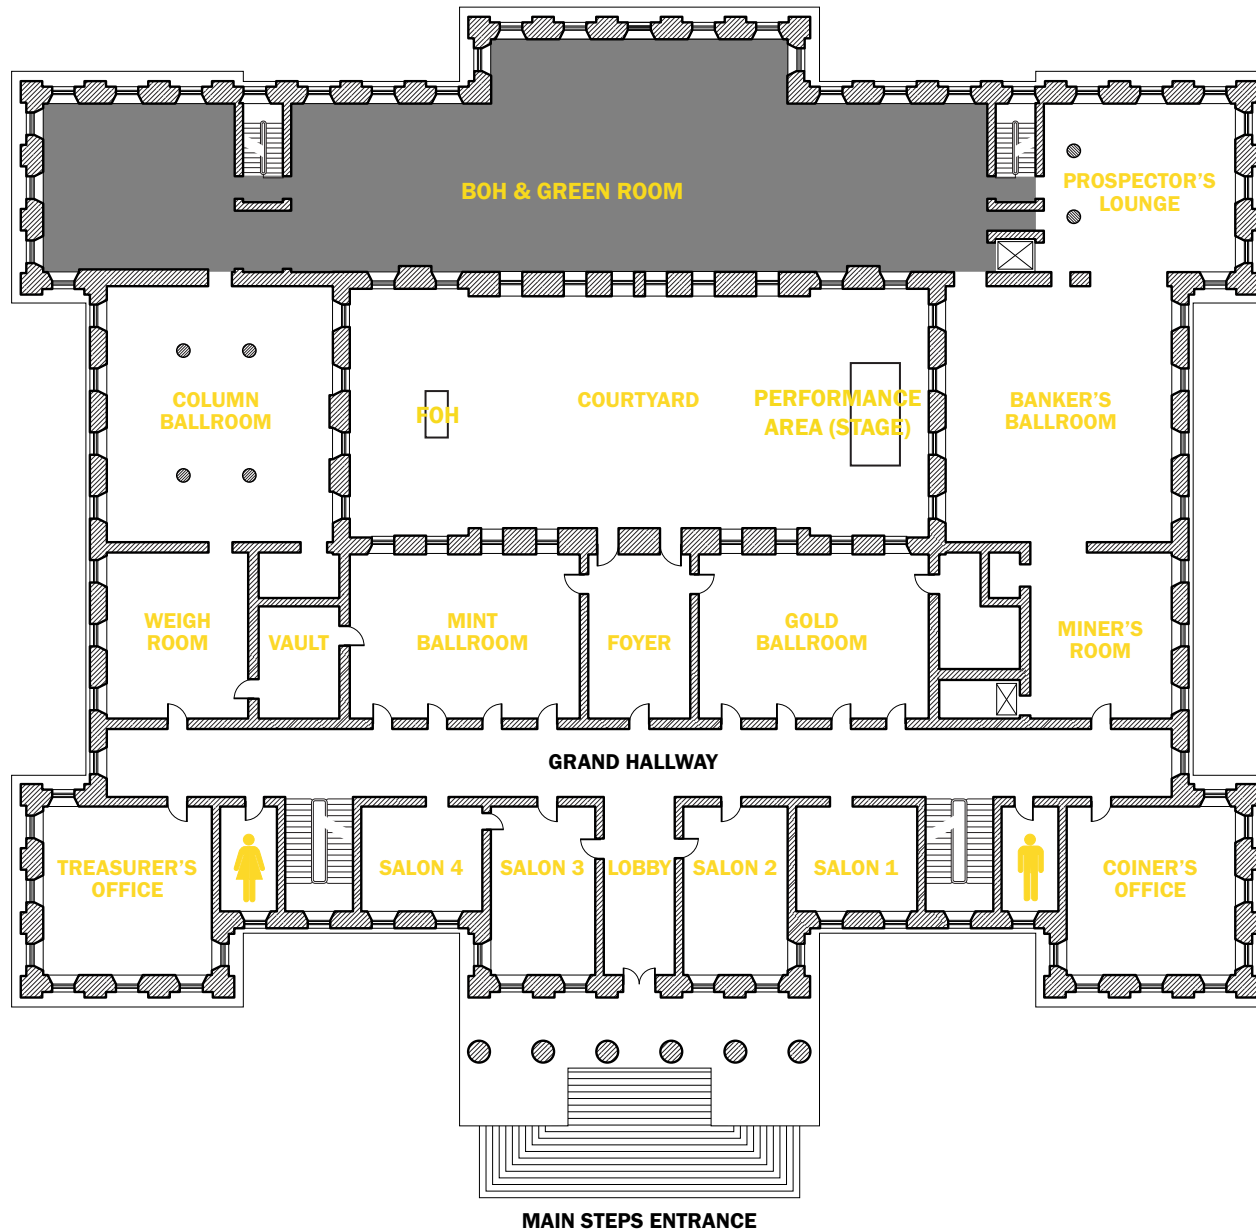 BOH & GREEN ROOM
PROSPECTOR'S
LOUNGE
COLUMN
BALLROOM
FOH
COURTYARD
PERFORMANCE
AREA (STAGE)
BANKER'S
BALLROOM
WEIGH
ROOM
VAULT
MINT
BALLROOM
FOYER
GOLD
BALLROOM
MINER'S
ROOM
GRAND HALLWAY
TREASURER'S
OFFICE
SALON 4
SALON 3
LOBBY
SALON 2
SALON 1
COINER'S
OFFICE
MAIN STEPS ENTRANCE